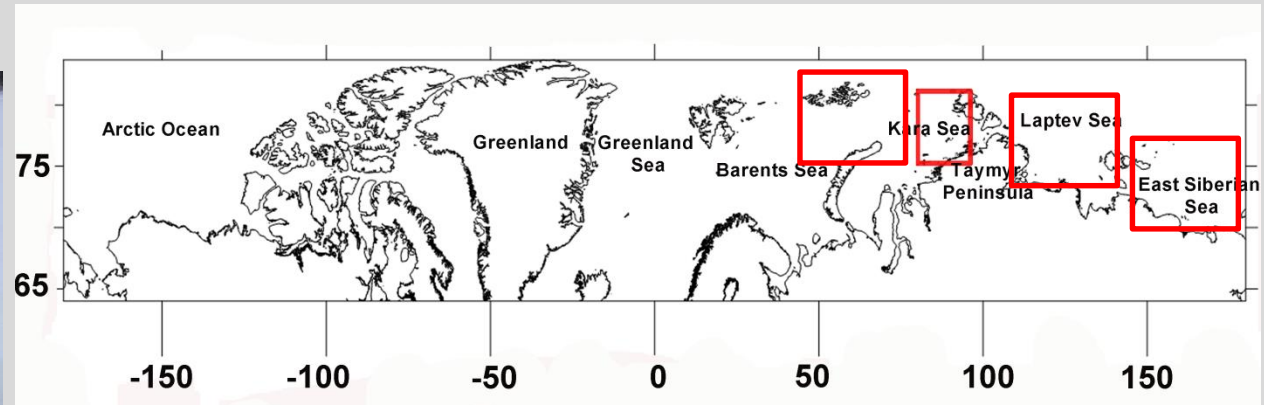 Arctic Ocean
Greenland
Greenland
Sea
Barents Sea
Kara Sea
Taymyr
Peninsula
Laptev Sea
East Siberian
Sea
75
65
-150
-100
-50
0
50
100
150